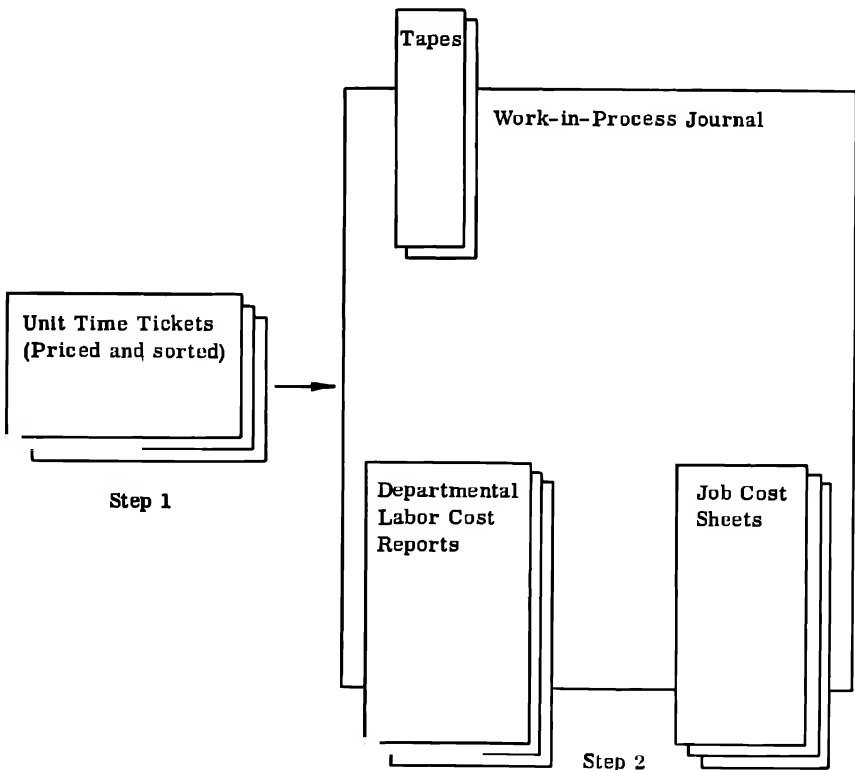 Tapes
Work-in-Process Journal
Unit Time Tickets
(Priced and sorted)
Step 1
Departmental
Labor Cost
Reports
Job Cost
Sheets
Step 2